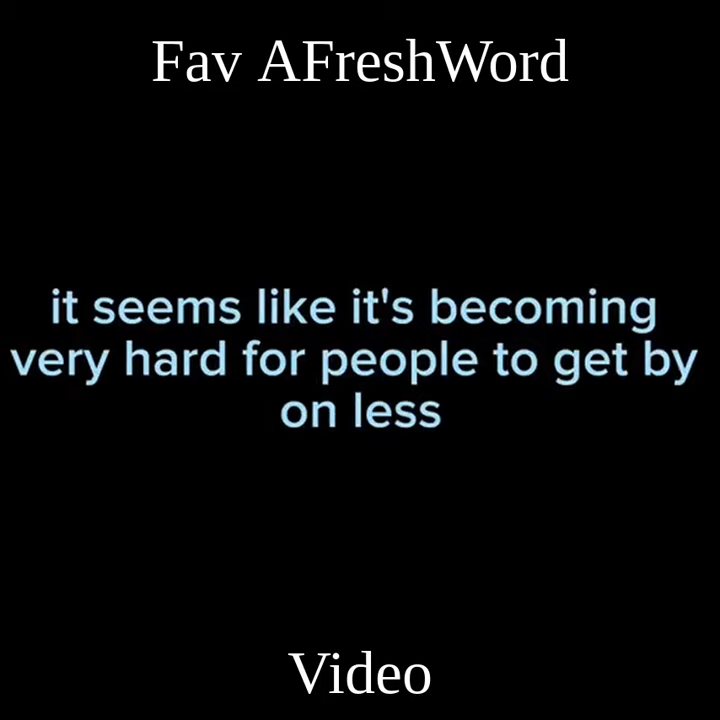 Fav AFreshWord
it seems like it's becoming
very hard for people to get by
on less
Video